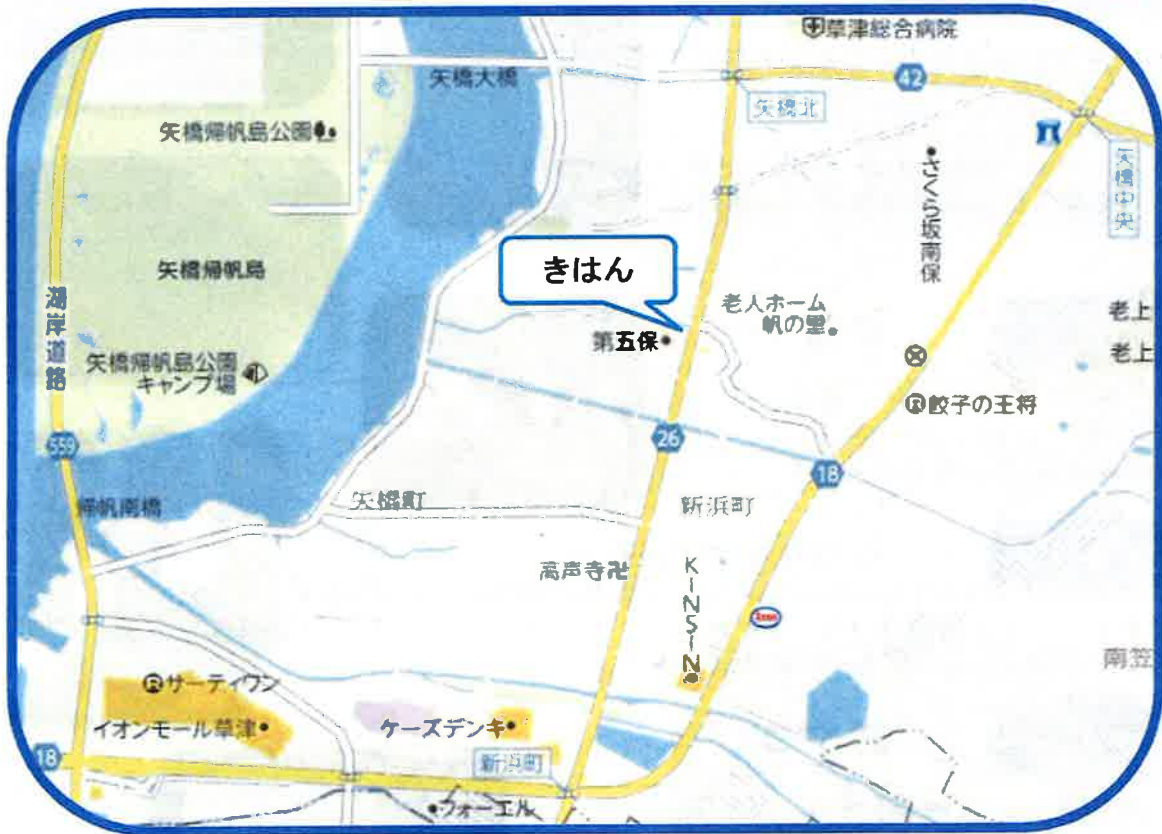 草津総合病院
矢橋大橋
42
矢橋北
矢橋帰帆島公園
矢橋中央
さくら坂南保
きはん
矢橋帰帆島
老人ホーム
帆の里
湖岸道路
第五保
老上
老上
矢橋帰帆島公園
キャンプ場
餃子の王将
559
26
18
帰帆南橋
矢橋町
新浜町
高声寺
KINSIN
Esso
南笠
サーティワン
イオンモール草津
ケーズデンキ
18
新浜町
フォーエル